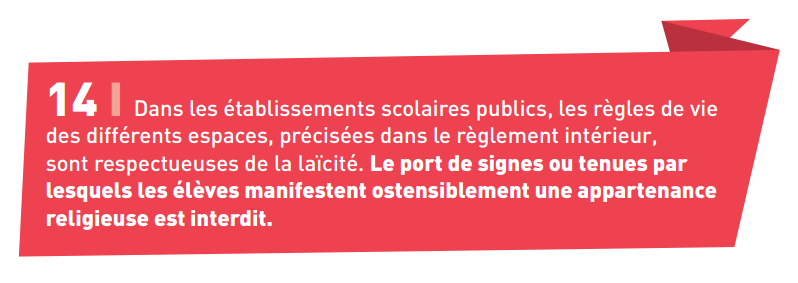 14 | Dans les établissements scolaires publics, les règles de vie
des différents espaces, précisées dans le règlement intérieur,
sont respectueuses de la laïcité. Le port de signes ou tenues par
lesquels les élèves manifestent ostensiblement une appartenance
religieuse est interdit.